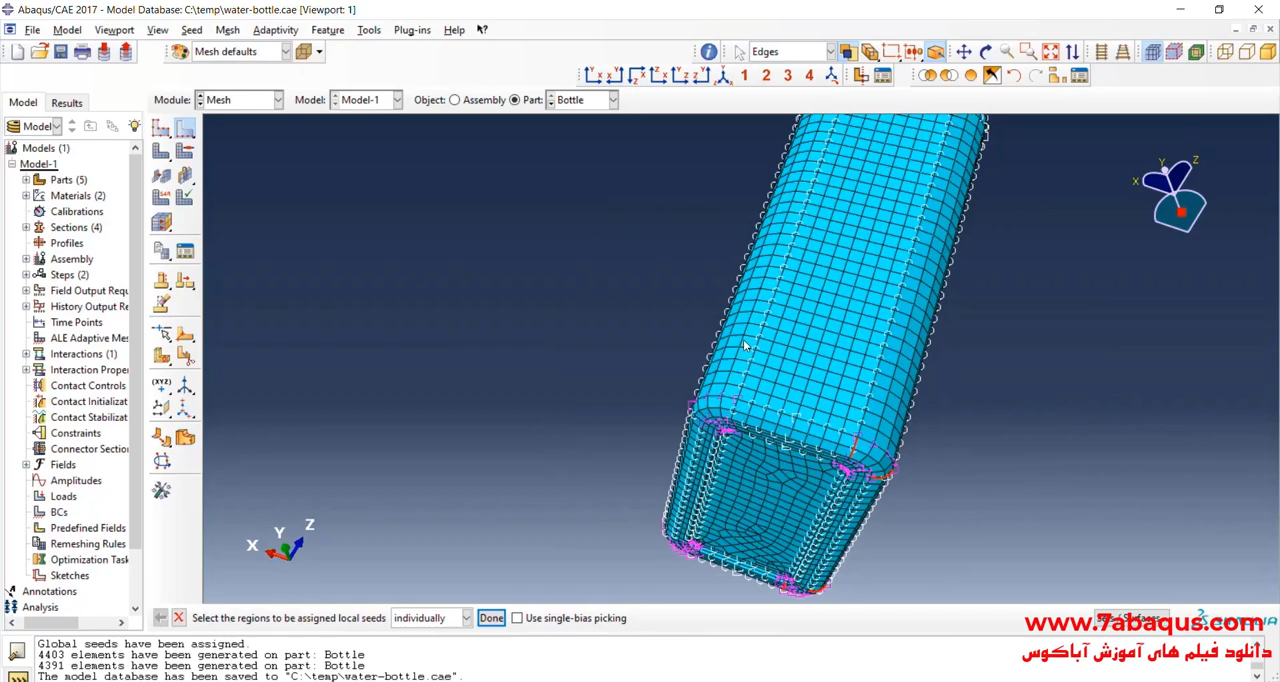 Abaqus/CAE 2017 - Model Database: C:\temp\water-bottle.cae [Viewport: 1]
File Model Viewport View Seed Mesh Adaptivity Feature Tools Plug-ins Help
Mesh defaults Edges
1 2 3 4
Model Results Module: Mesh Model: Model-1 Object: Assembly Part: Bottle
Model
Models (1)
Model-1
Parts (5)
Materials (2)
Calibrations
Sections (4)
Profiles
Assembly
Steps (2)
Field Output Requ
History Output Re
Time Points
ALE Adaptive Mes
Interactions (1)
Interaction Prope
Contact Controls
Contact Initializat
Contact Stabilizat
Constraints
Connector Section
Fields
Amplitudes
Loads
BCs
Predefined Fields
Remeshing Rules
Optimization Task
Sketches
Annotations
Analysis
(XYZ)
Y Z
X
Z
Y
X
Select the regions to be assigned local seeds individually Done Use single-bias picking
www.7abaqus.com
دانلود فیلم های آموزش آباکوس
Global seeds have been assigned.
4403 elements have been generated on part: Bottle
4391 elements have been generated on part: Bottle
The model database has been saved to "C:\temp\water-bottle.cae".